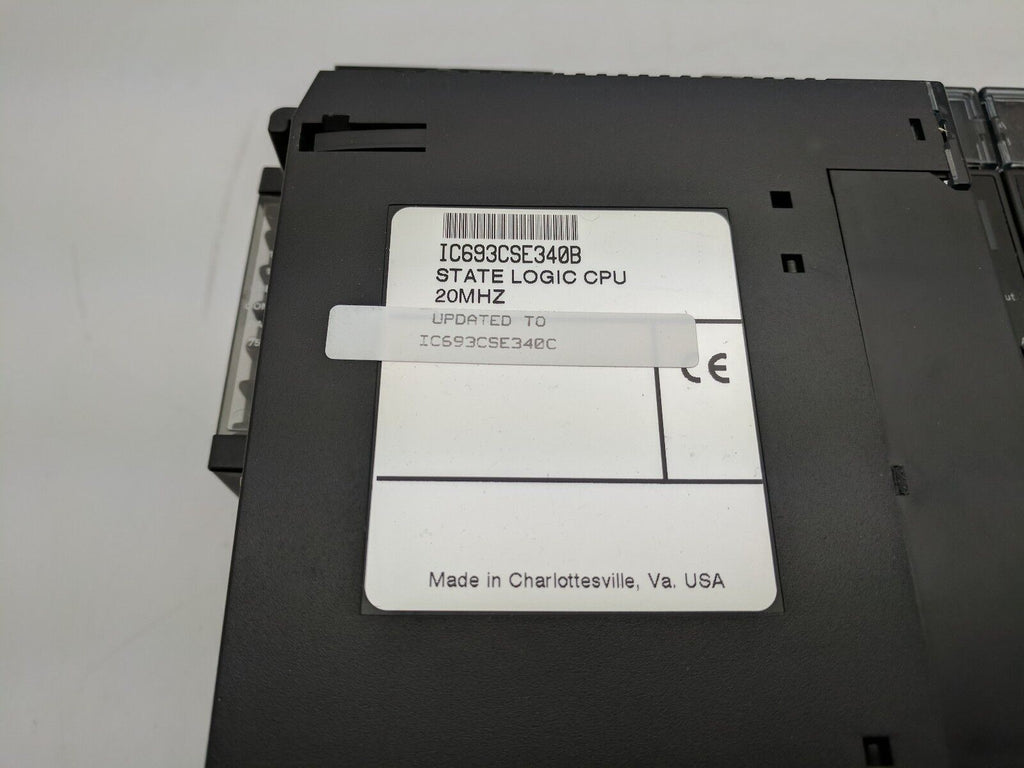 IC693CSE340B
STATE LOGIC CPU
20MHZ
UPDATED TO
IC693CSE340C
CE
Made in Charlottesville, Va. USA